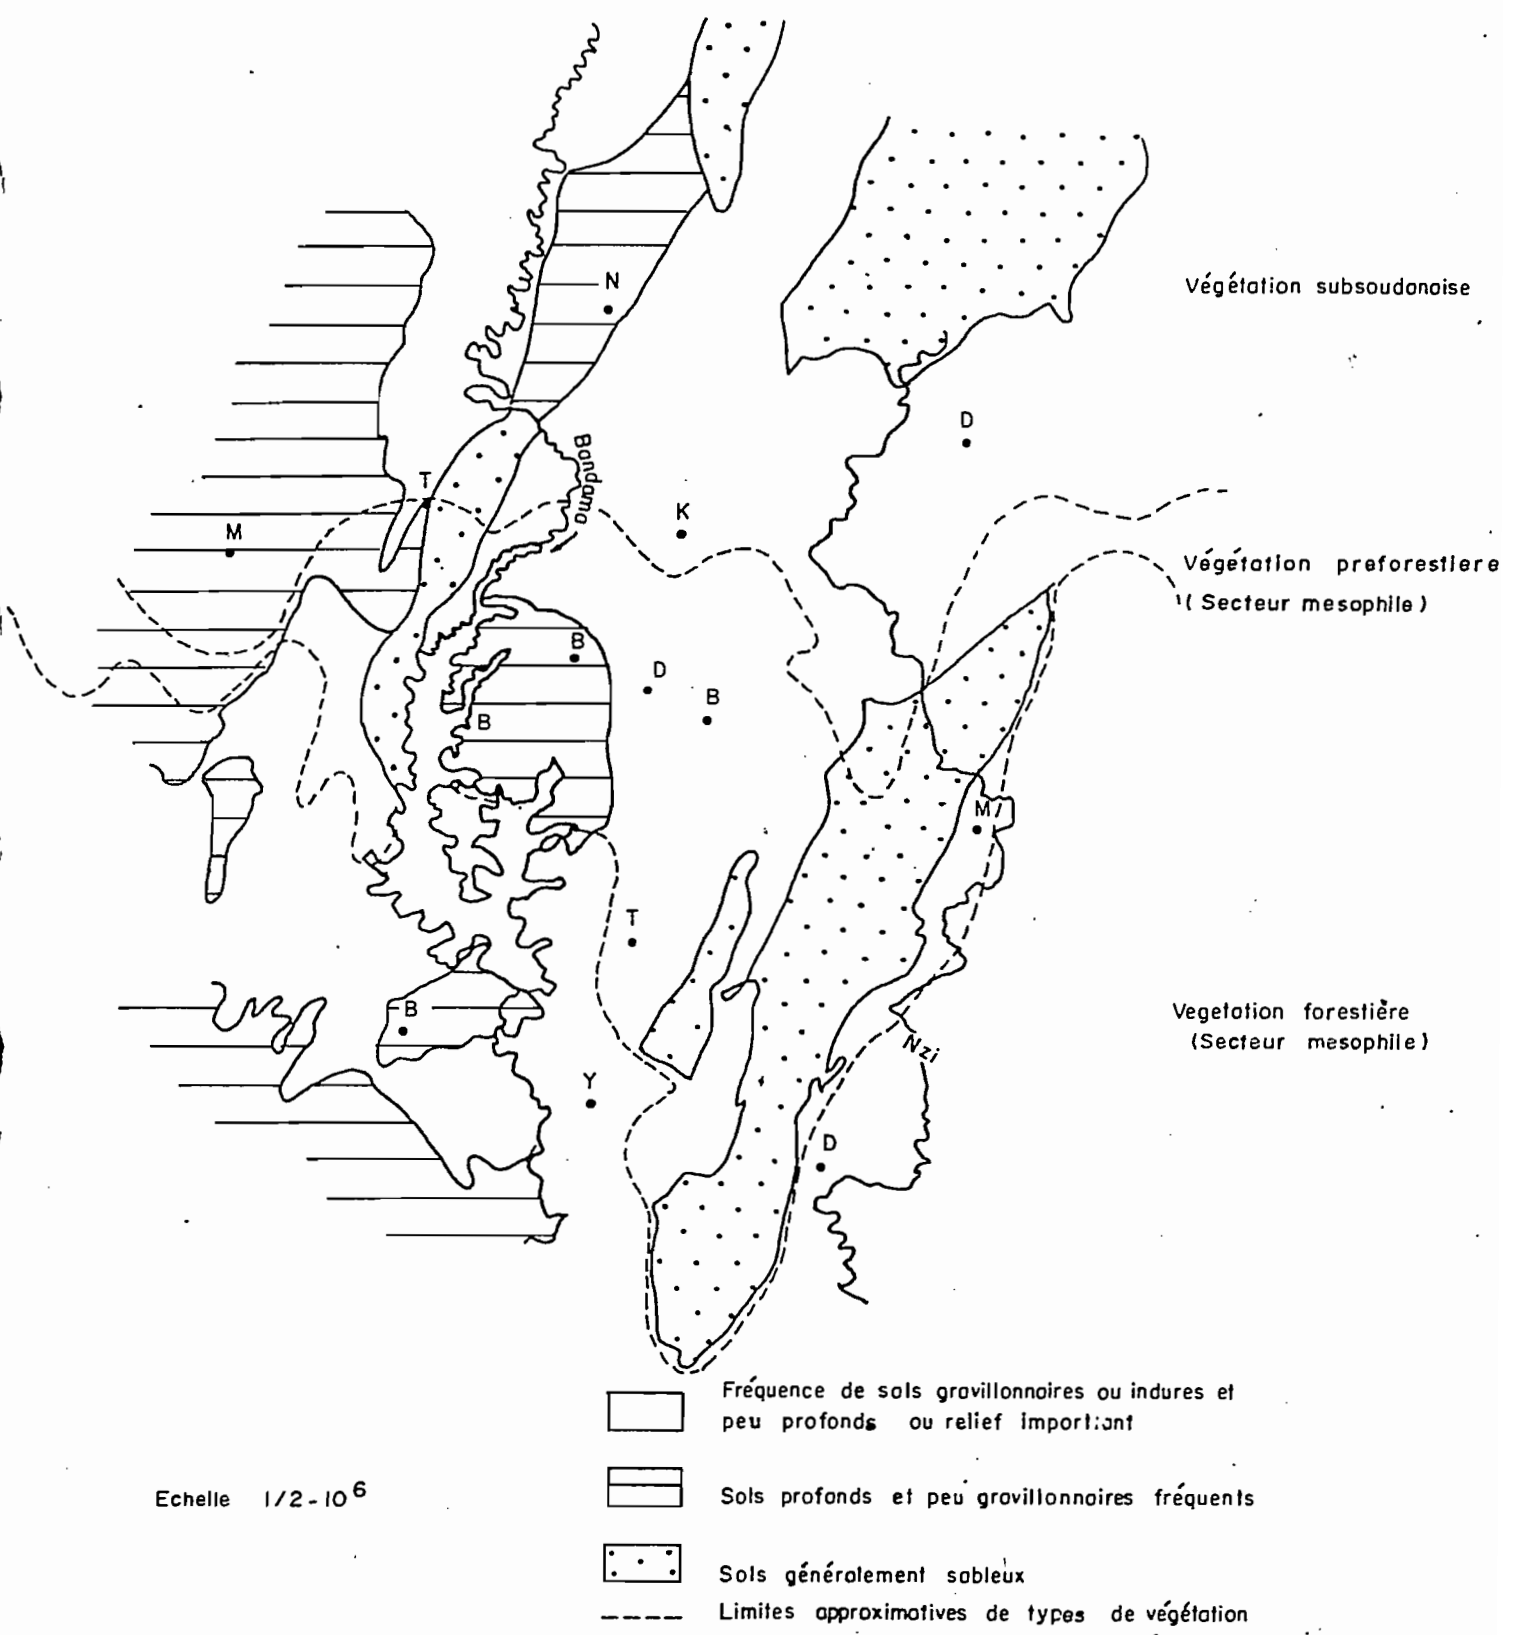 N
Végétation subsoudanaise
D
Bandama
T
K
M
Végétation preforestiere
( Secteur mesophile )
B
D
B
B
M
T
B
Vegetation forestière
(Secteur mesophile)
Nzi
Y
D
Fréquence de sols gravillonnaires ou indures et
peu profonds ou relief important
Echelle 1/2-10⁶
Sols profonds et peu gravillonnaires fréquents
Sols générolement sableux
Limites approximatives de types de végétation